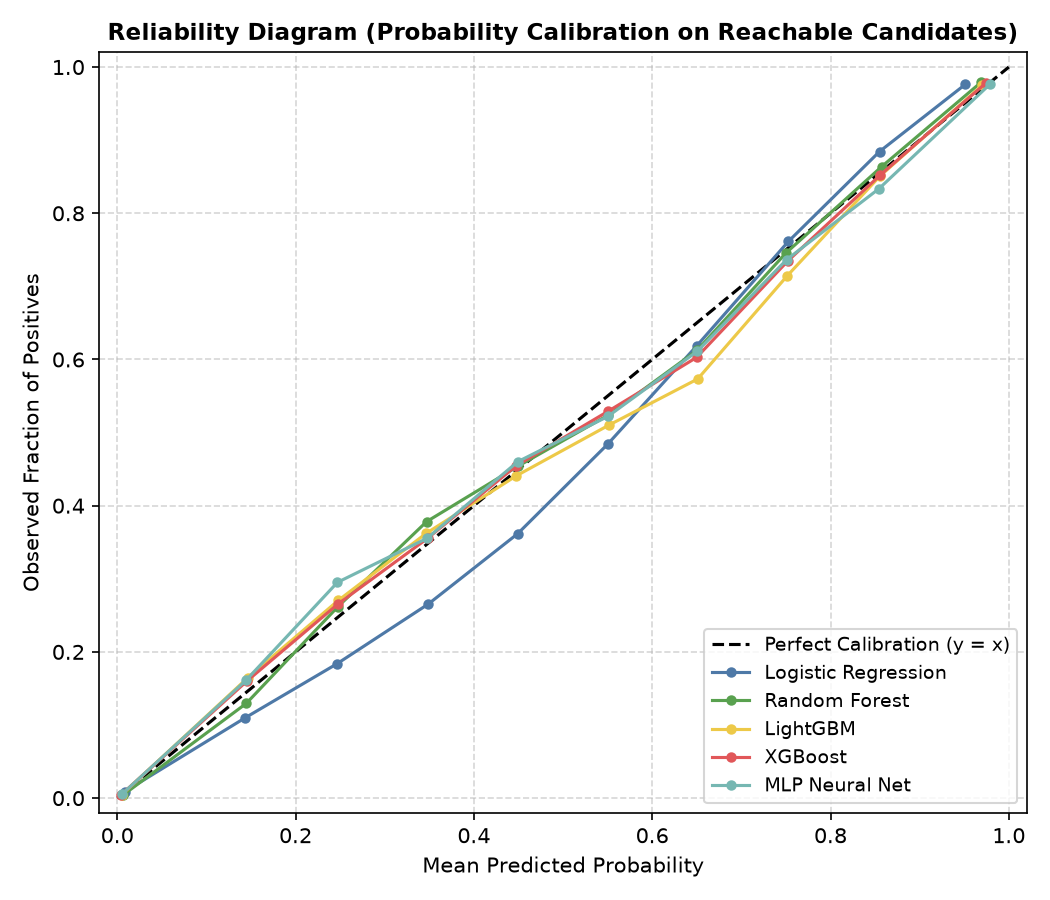 Reliability Diagram (Probability Calibration on Reachable Candidates)
Observed Fraction of Positives
1.0
0.8
0.6
0.4
0.2
0.0
Perfect Calibration (y = x)
Logistic Regression
Random Forest
LightGBM
XGBoost
MLP Neural Net
0.0 0.2 0.4 0.6 0.8 1.0
Mean Predicted Probability